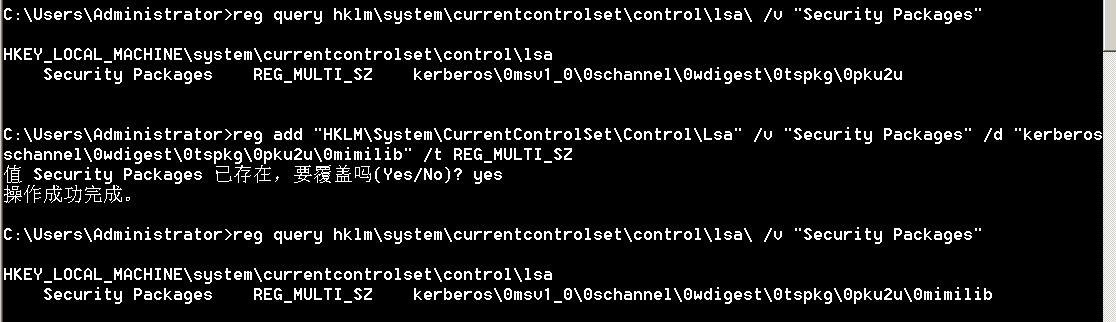 C:\Users\Administrator>reg query hklm\system\currentcontrolset\control\lsa\ /v "Security Packages"
HKEY_LOCAL_MACHINE\system\currentcontrolset\control\lsa
Security Packages REG_MULTI_SZ kerberos\0msv1_0\0schannel\0wdigest\0tspkg\0pku2u
C:\Users\Administrator>reg add "HKLM\System\CurrentControlSet\Control\Lsa" /v "Security Packages" /d "kerberos
schannel\0wdigest\0tspkg\0pku2u\0mimilib" /t REG_MULTI_SZ
值 Security Packages 已存在，要覆盖吗(Yes/No)? yes
操作成功完成。
C:\Users\Administrator>reg query hklm\system\currentcontrolset\control\lsa\ /v "Security Packages"
HKEY_LOCAL_MACHINE\system\currentcontrolset\control\lsa
Security Packages REG_MULTI_SZ kerberos\0msv1_0\0schannel\0wdigest\0tspkg\0pku2u\0mimilib